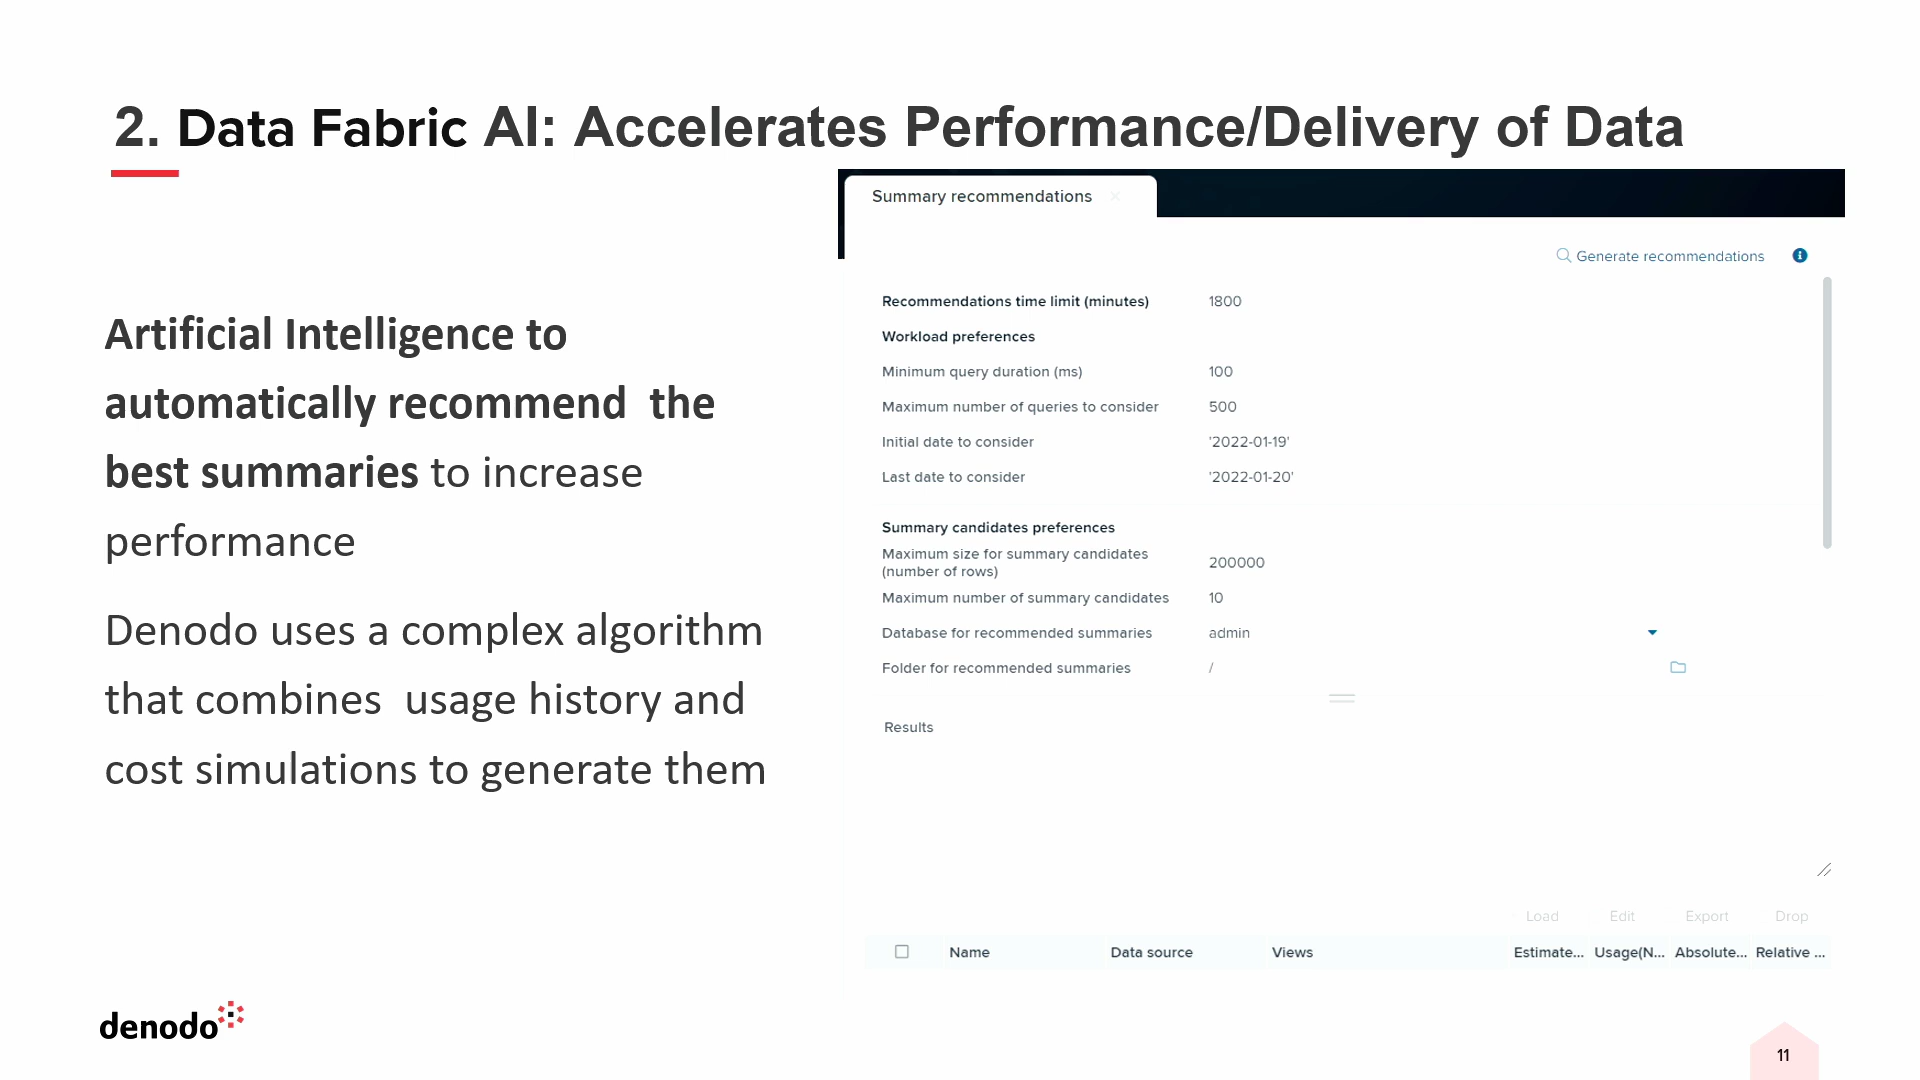 2. Data Fabric AI: Accelerates Performance/Delivery of Data
Artificial Intelligence to
automatically recommend  the
best summaries to increase
performance
Denodo uses a complex algorithm
that combines  usage history and
cost simulations to generate them
Summary recommendations
Generate recommendations
Recommendations time limit (minutes) 1800
Workload preferences
Minimum query duration (ms) 100
Maximum number of queries to consider 500
Initial date to consider '2022-01-19'
Last date to consider '2022-01-20'
Summary candidates preferences
Maximum size for summary candidates
(number of rows) 200000
Maximum number of summary candidates 10
Database for recommended summaries admin
Folder for recommended summaries /
Results
Load Edit Export Drop
Name Data source Views Estimate... Usage(N... Absolute... Relative ...
denodo
11